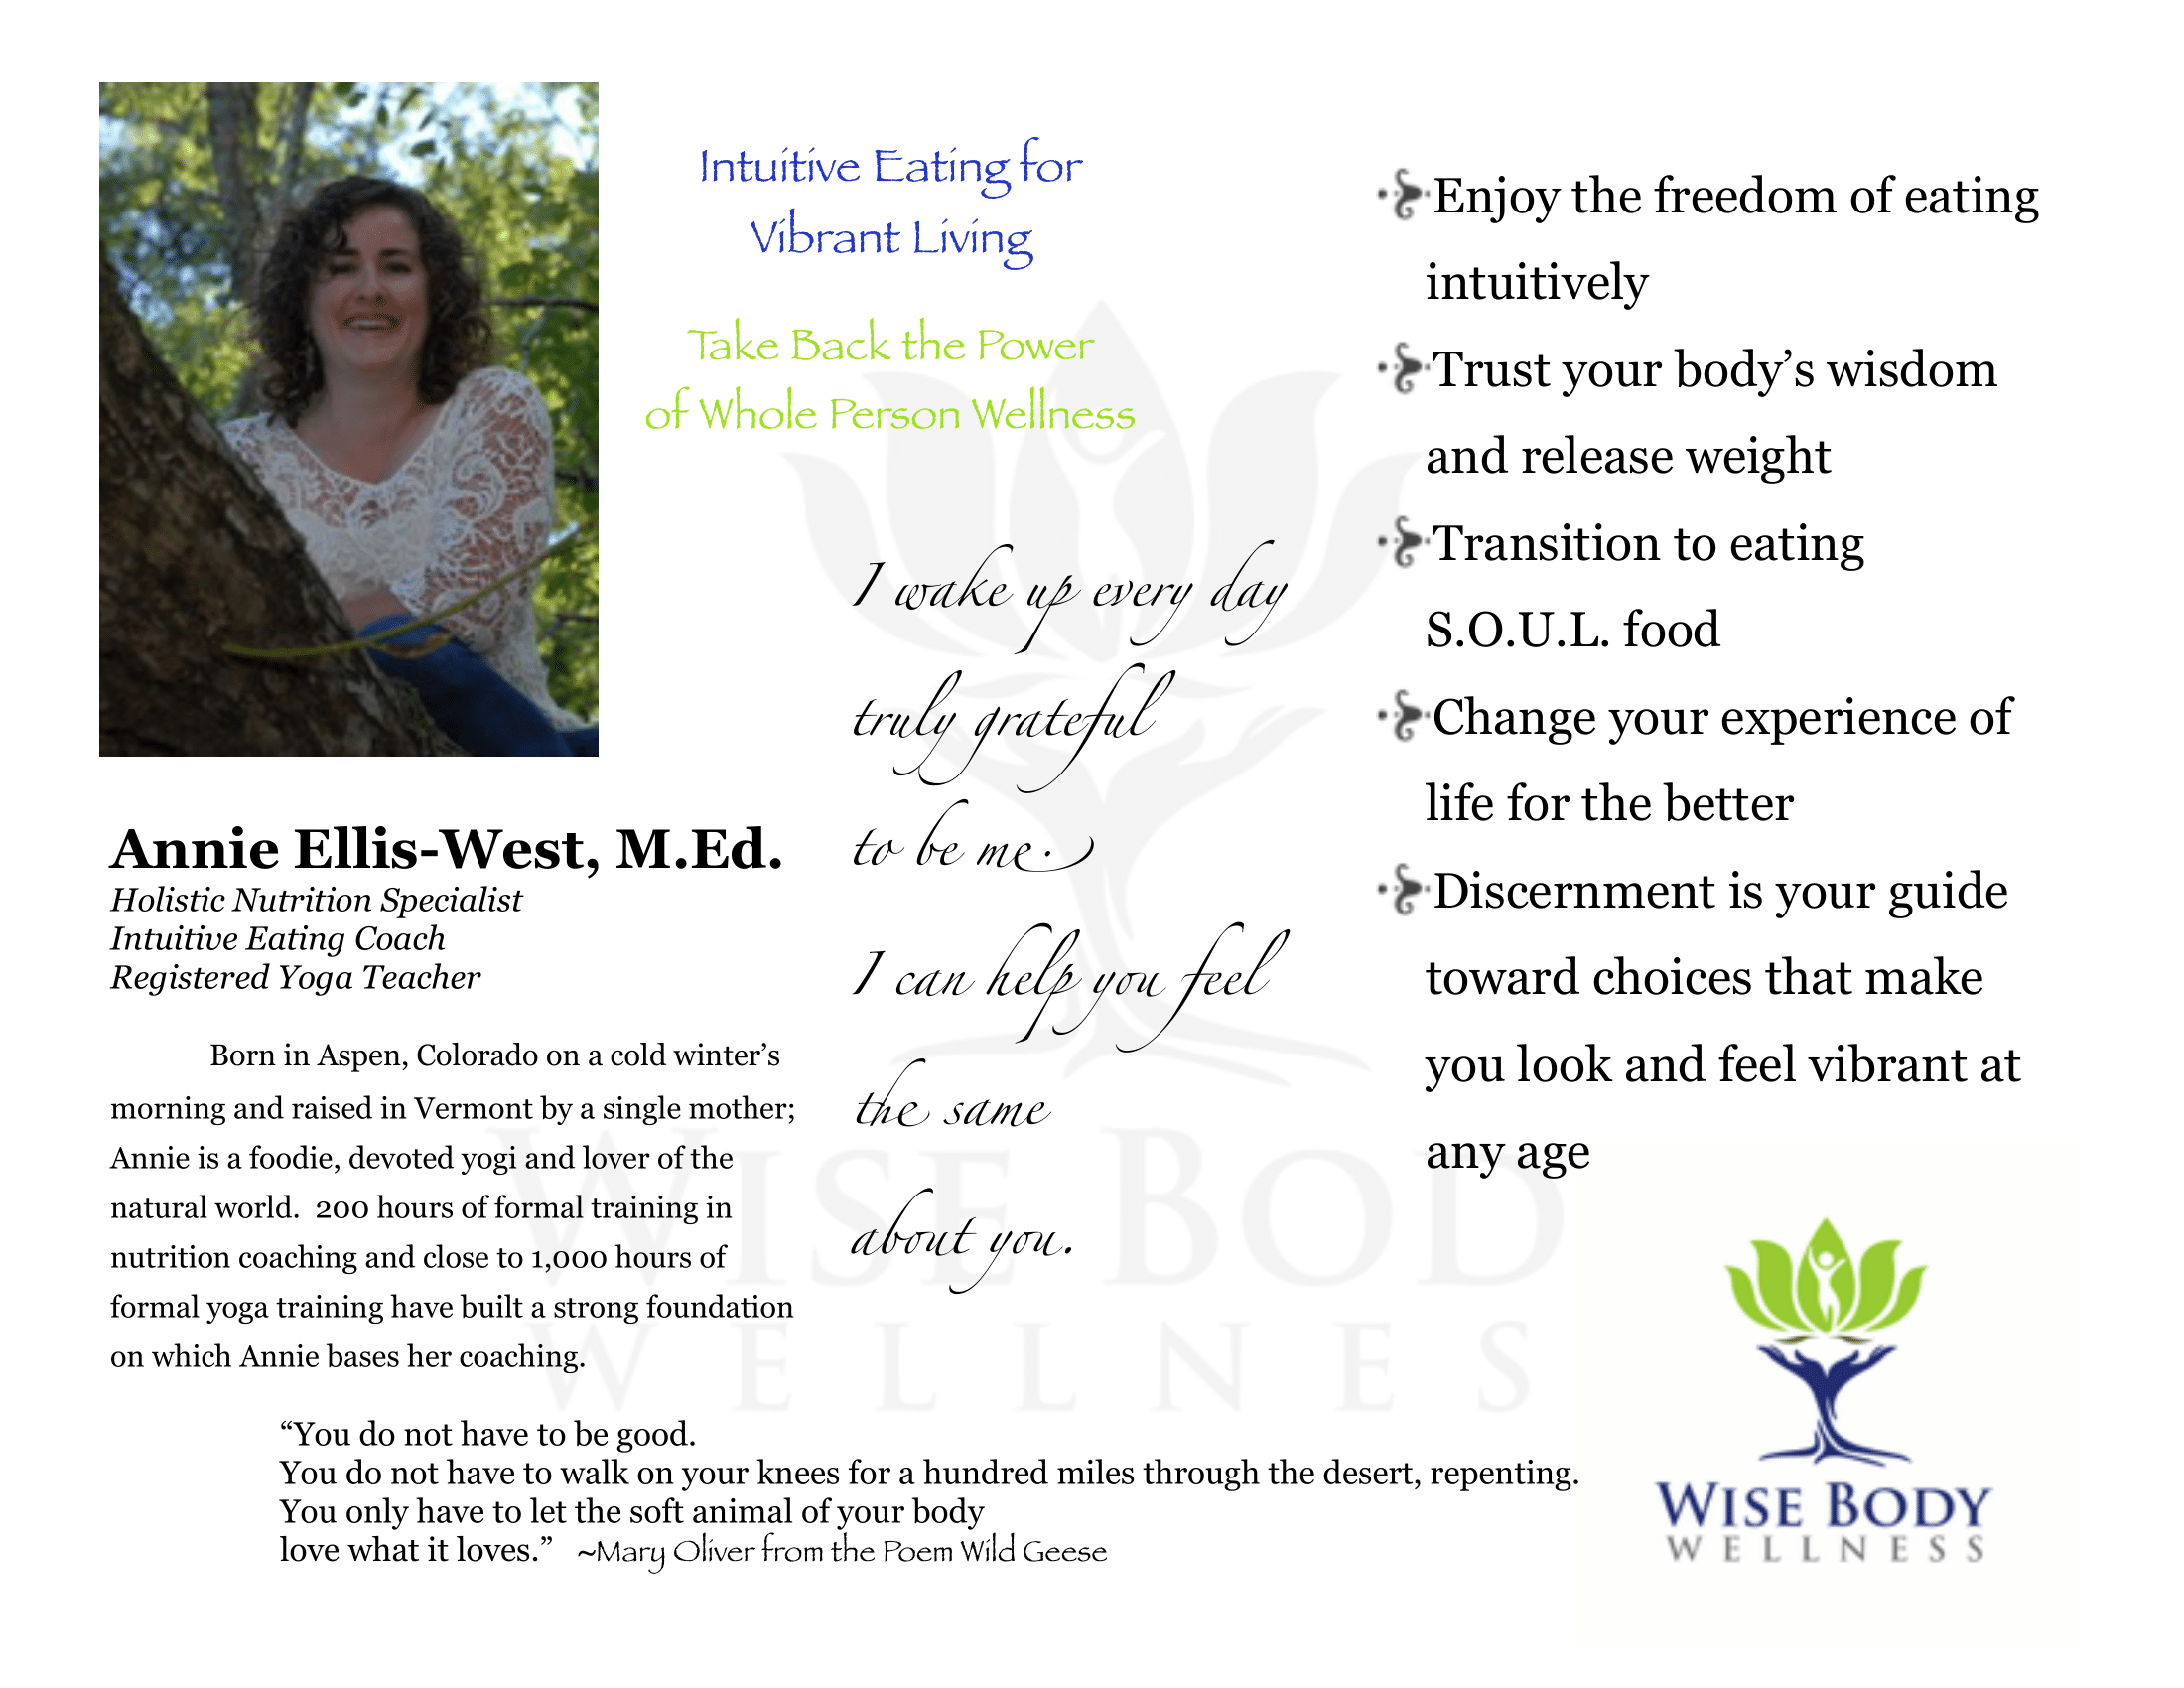 Intuitive Eating for
Vibrant Living
Take Back the Power
of Whole Person Wellness
Annie Ellis-West, M.Ed.
Holistic Nutrition Specialist
Intuitive Eating Coach
Registered Yoga Teacher
Born in Aspen, Colorado on a cold winter’s
morning and raised in Vermont by a single mother;
Annie is a foodie, devoted yogi and lover of the
natural world.  200 hours of formal training in
nutrition coaching and close to 1,000 hours of
formal yoga training have built a strong foundation
on which Annie bases her coaching.
I wake up every day
truly grateful
to be me.
I can help you feel
the same
about you.
Enjoy the freedom of eating
intuitively
Trust your body’s wisdom
and release weight
Transition to eating
S.O.U.L. food
Change your experience of
life for the better
Discernment is your guide
toward choices that make
you look and feel vibrant at
any age
WISE BOD
WELLNES
“You do not have to be good.
You do not have to walk on your knees for a hundred miles through the desert, repenting.
You only have to let the soft animal of your body
love what it loves.”   ~Mary Oliver from the Poem Wild Geese
WISE BODY
WELLNESS